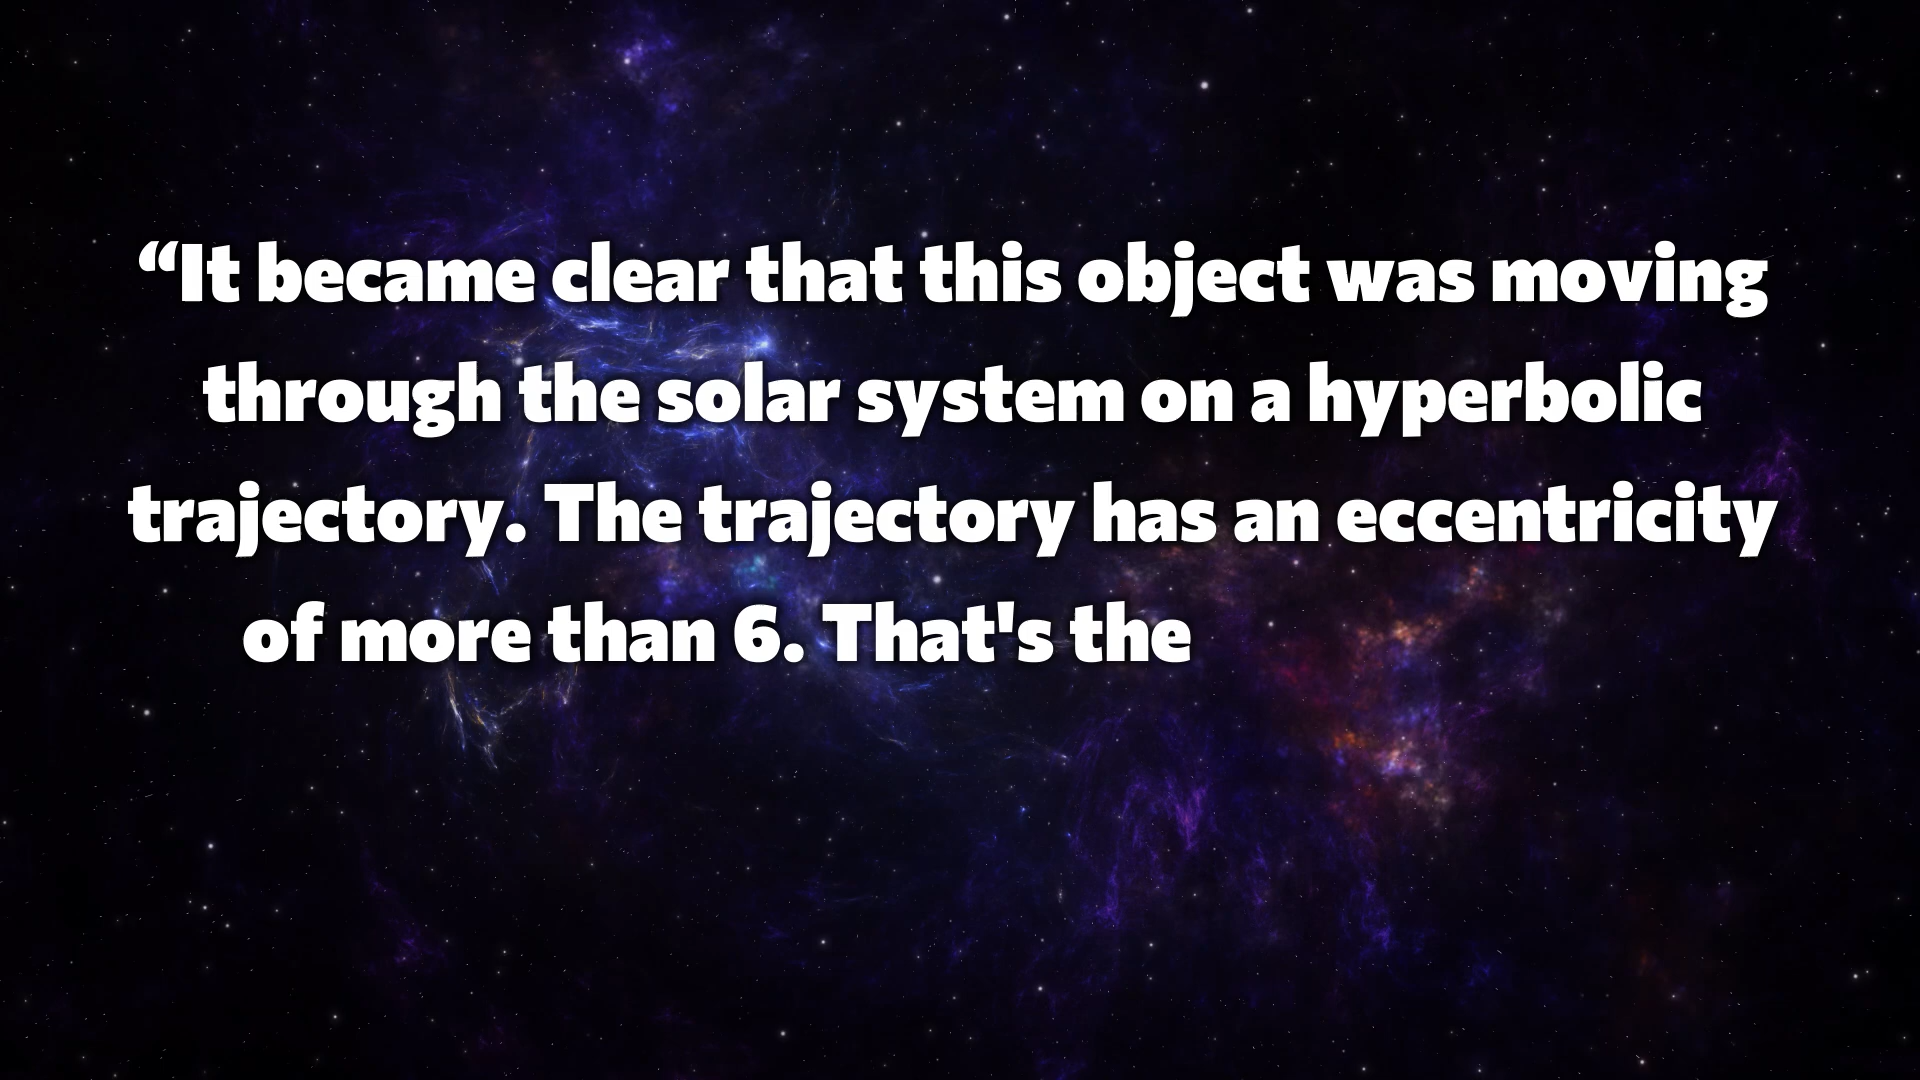 “It became clear that this object was moving
through the solar system on a hyperbolic
trajectory. The trajectory has an eccentricity
of more than 6. That's the